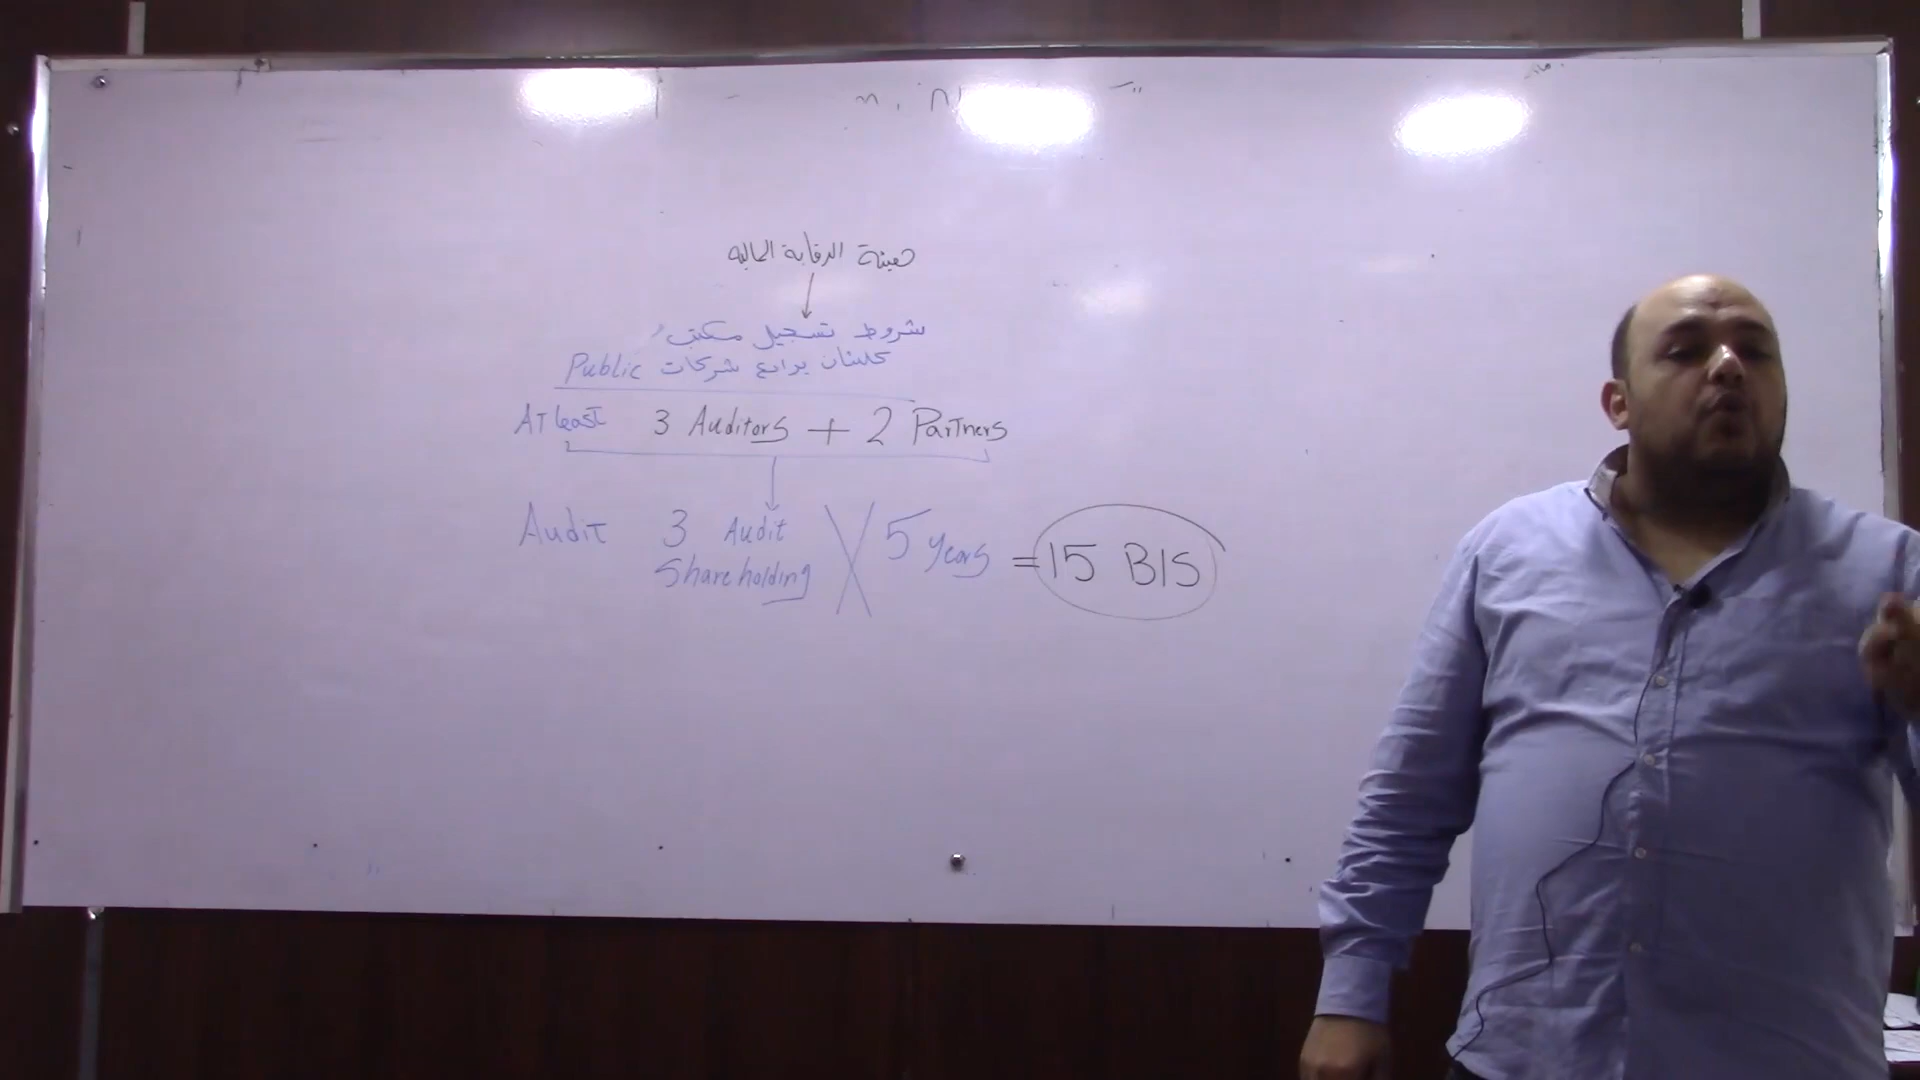 هيئة الرقابة المالية
شروط تسجيل مكتب
علشان يراجع شركات Public
At least 3 Auditors + 2 Partners
Audit 3 Audit Shareholding X 5 years = 15 B/S